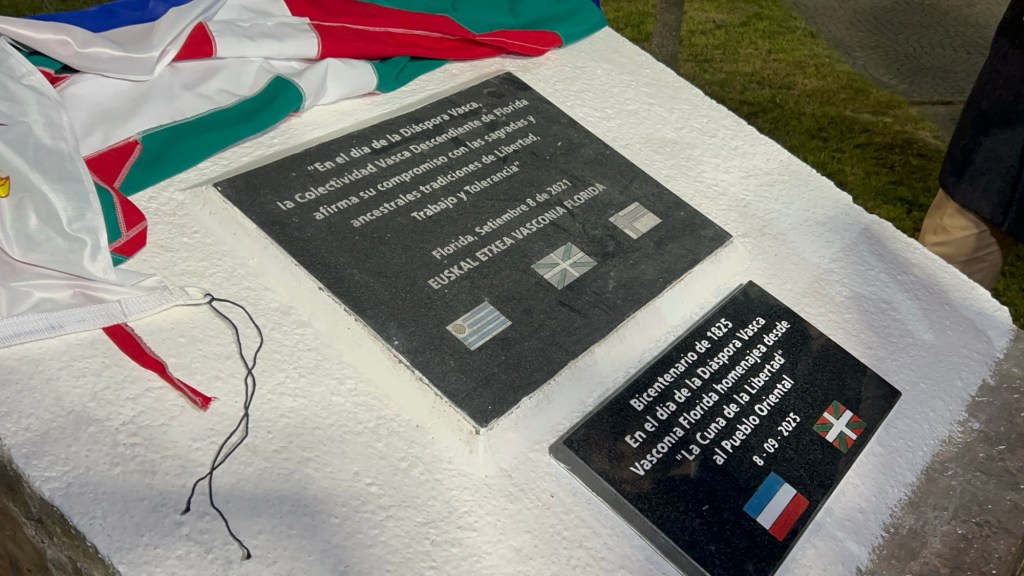 "En el día de la Diáspora Vasca,
la Colectividad Vasca Descendiente de Florida
afirma su compromiso con las sagradas y
ancestrales tradiciones de Libertad,
Trabajo y Tolerancia"
Florida, Setiembre 8 de 2021
EUSKAL ETXEA VASCONIA FLORIDA
Bicentenario de 1825
En el día de la Diaspora Vasca
Vasconia Florida homenajea desde
"La Cuna de la Libertad"
al Pueblo Oriental
8 - 09 - 2025